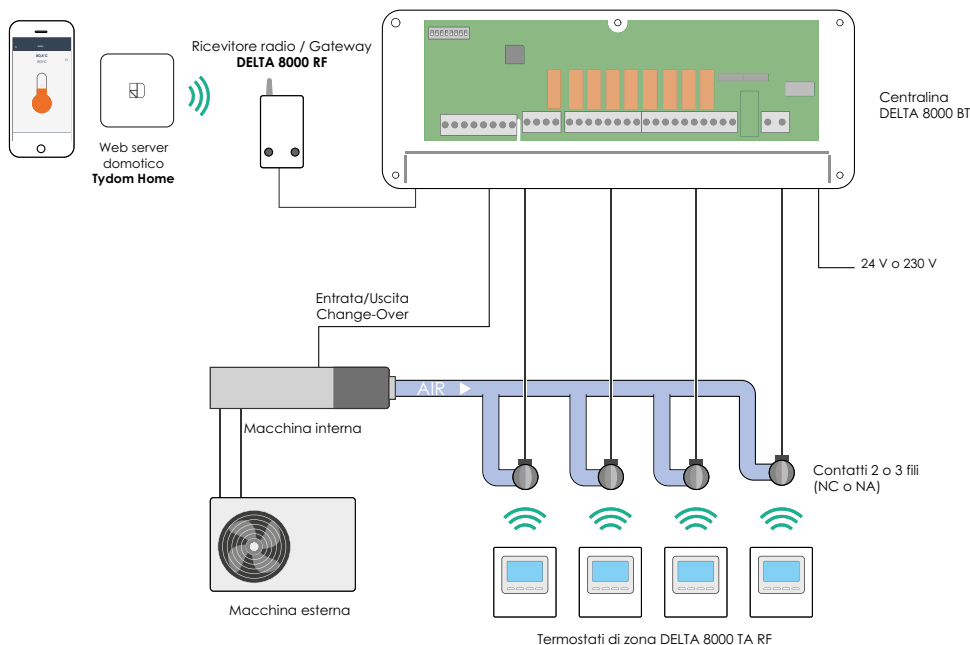 Ricevitore radio / Gateway
DELTA 8000 RF
Web server
domotico
Tydom Home
Centralina
DELTA 8000 BT
24 V o 230 V
Entrata/Uscita
Change-Over
AIR
Macchina interna
Contatti 2 o 3 fili
(NC o NA)
Macchina esterna
Termostati di zona DELTA 8000 TA RF